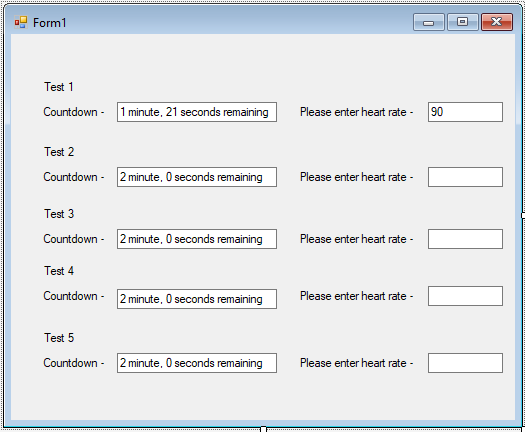 Form1
Test 1
Countdown - 1 minute, 21 seconds remaining Please enter heart rate - 90
Test 2
Countdown - 2 minute, 0 seconds remaining Please enter heart rate -
Test 3
Countdown - 2 minute, 0 seconds remaining Please enter heart rate -
Test 4
Countdown - 2 minute, 0 seconds remaining Please enter heart rate -
Test 5
Countdown - 2 minute, 0 seconds remaining Please enter heart rate -